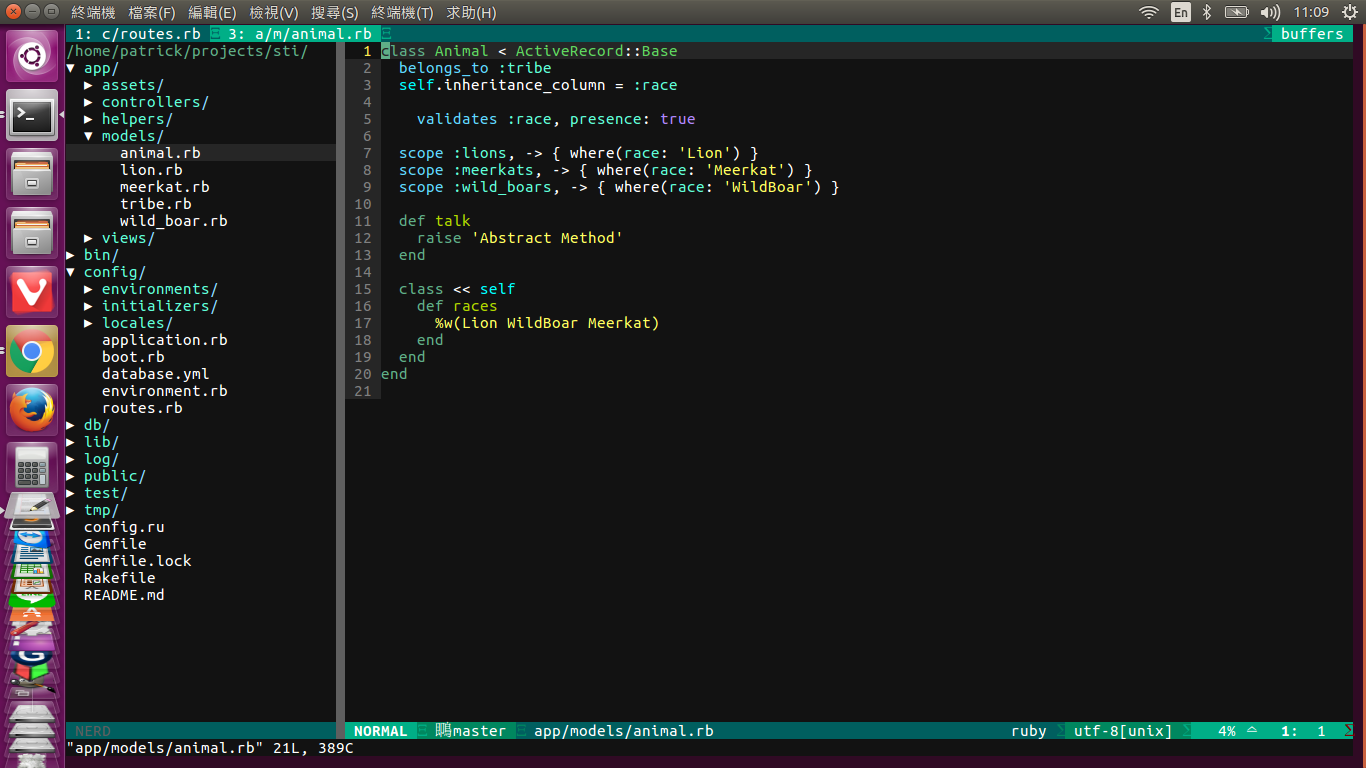 終端機 檔案(F) 編輯(E) 檢視(V) 搜尋(S) 終端機(T) 求助(H) En 11:09
1: c/routes.rb 3: a/m/animal.rb buffers
/home/patrick/projects/sti/
▼ app/
▶ assets/
▶ controllers/
▶ helpers/
▼ models/
animal.rb
lion.rb
meerkat.rb
tribe.rb
wild_boar.rb
▶ views/
▶ bin/
▼ config/
▶ environments/
▶ initializers/
▶ locales/
application.rb
boot.rb
database.yml
environment.rb
routes.rb
▶ db/
▶ lib/
▶ log/
▶ public/
▶ test/
▶ tmp/
config.ru
Gemfile
Gemfile.lock
Rakefile
README.md
1 class Animal < ActiveRecord::Base
2   belongs_to :tribe
3   self.inheritance_column = :race
4
5     validates :race, presence: true
6
7   scope :lions, -> { where(race: 'Lion') }
8   scope :meerkats, -> { where(race: 'Meerkat') }
9   scope :wild_boars, -> { where(race: 'WildBoar') }
10
11   def talk
12     raise 'Abstract Method'
13   end
14
15   class << self
16     def races
17       %w(Lion WildBoar Meerkat)
18     end
19   end
20 end
21
NERD NORMAL master app/models/animal.rb ruby utf-8[unix] 4% 1: 1
"app/models/animal.rb" 21L, 389C